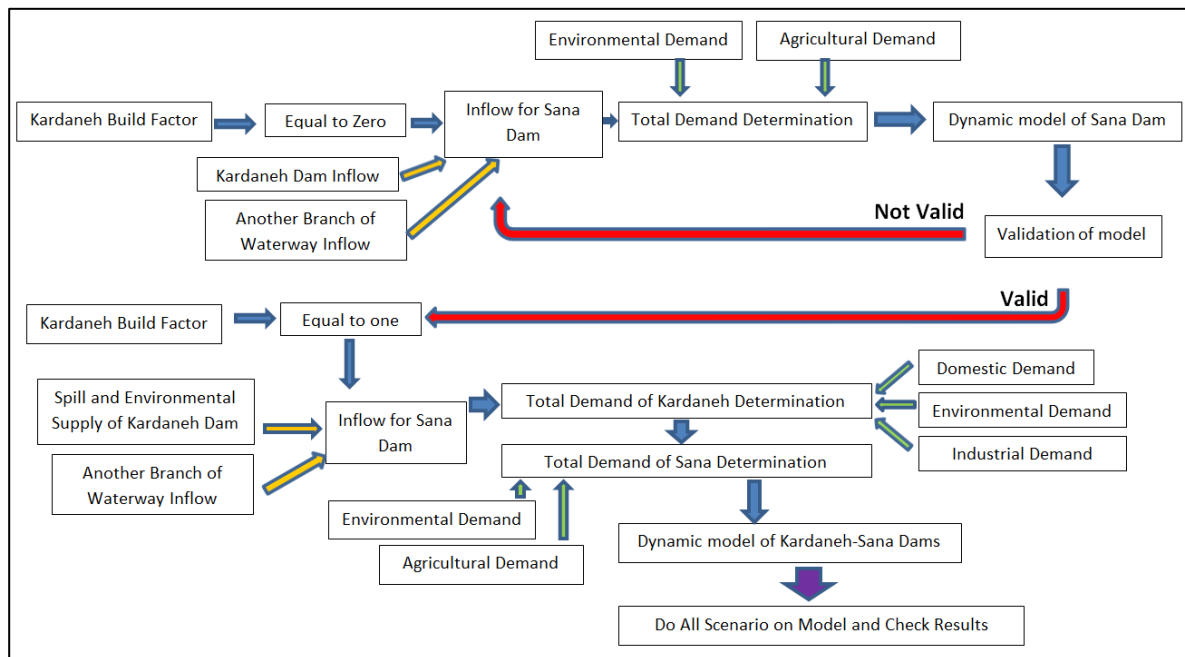 Environmental Demand
Agricultural Demand
Kardaneh Build Factor
Equal to Zero
Inflow for Sana
Dam
Total Demand Determination
Dynamic model of Sana Dam
Kardaneh Dam Inflow
Another Branch of
Waterway Inflow
Not Valid
Validation of model
Valid
Kardaneh Build Factor
Equal to one
Spill and Environmental
Supply of Kardaneh Dam
Another Branch of
Waterway Inflow
Inflow for Sana
Dam
Total Demand of Kardaneh Determination
Domestic Demand
Environmental Demand
Industrial Demand
Total Demand of Sana Determination
Environmental Demand
Agricultural Demand
Dynamic model of Kardaneh-Sana Dams
Do All Scenario on Model and Check Results